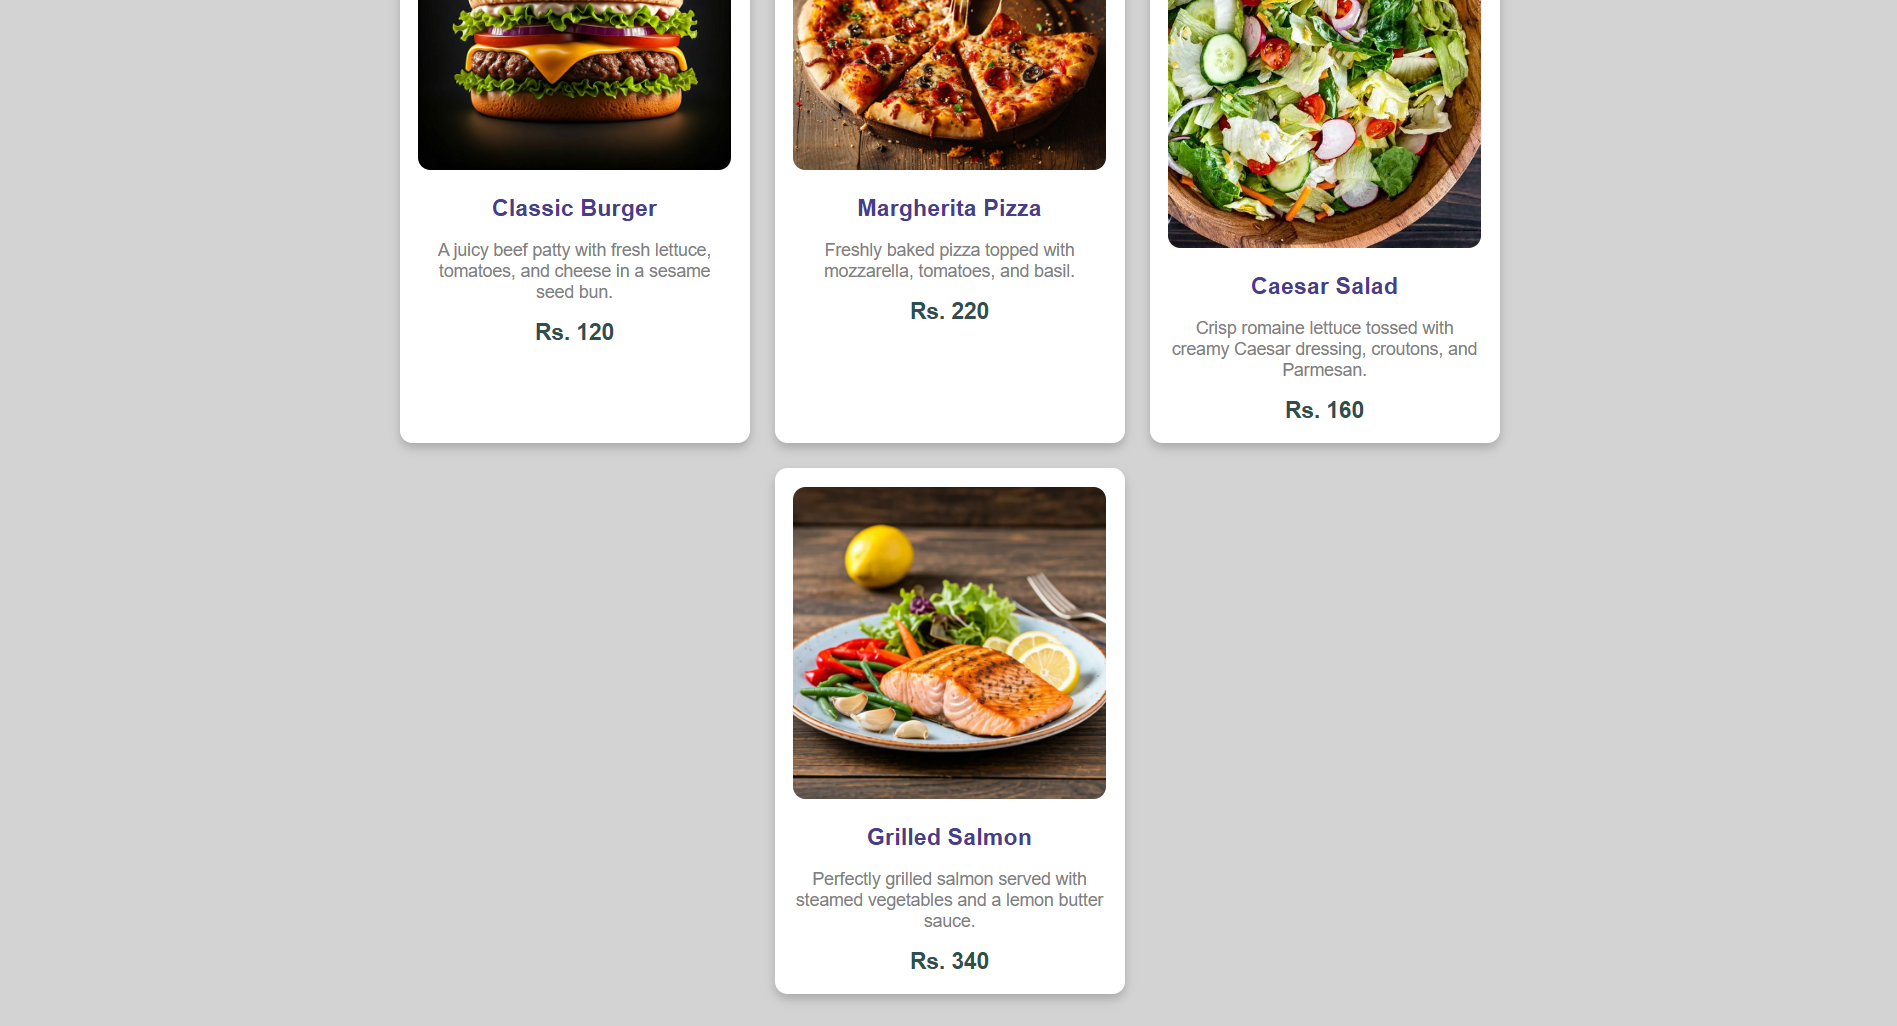 Classic Burger
A juicy beef patty with fresh lettuce,
tomatoes, and cheese in a sesame
seed bun.
Rs. 120
Margherita Pizza
Freshly baked pizza topped with
mozzarella, tomatoes, and basil.
Rs. 220
Caesar Salad
Crisp romaine lettuce tossed with
creamy Caesar dressing, croutons, and
Parmesan.
Rs. 160
Grilled Salmon
Perfectly grilled salmon served with
steamed vegetables and a lemon butter
sauce.
Rs. 340